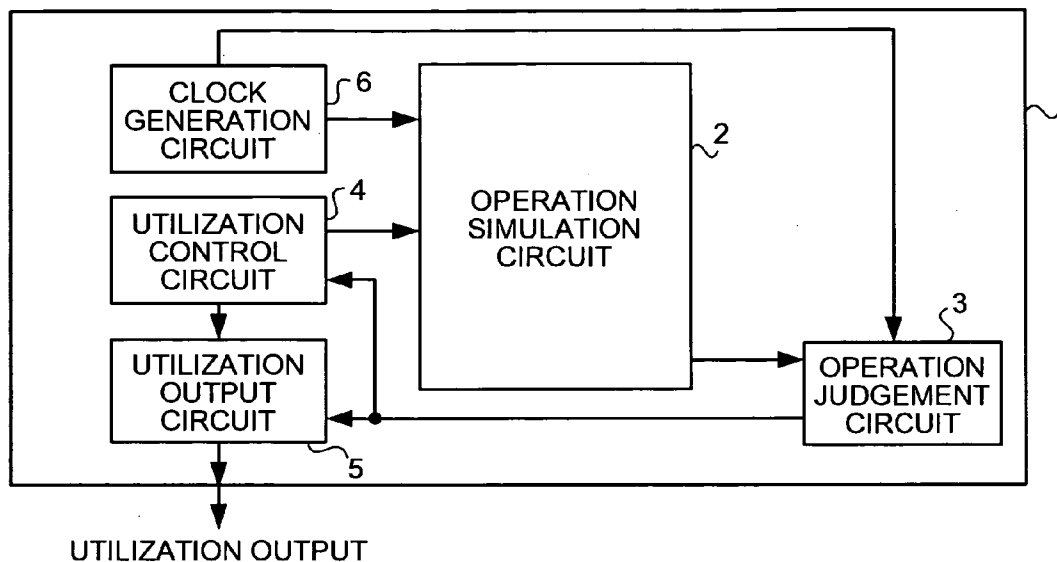 CLOCK
GENERATION
CIRCUIT
6
2
4
UTILIZATION
CONTROL
CIRCUIT
OPERATION
SIMULATION
CIRCUIT
3
UTILIZATION
OUTPUT
CIRCUIT
OPERATION
JUDGEMENT
CIRCUIT
5
UTILIZATION OUTPUT